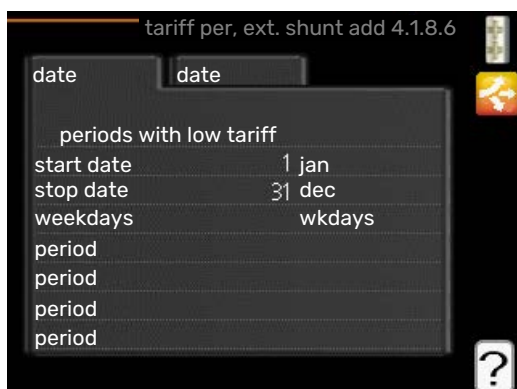 tariff per, ext. shunt add 4.1.8.6
date date
periods with low tariff
start date 1 jan
stop date 31 dec
weekdays wkdays
period
period
period
period
?